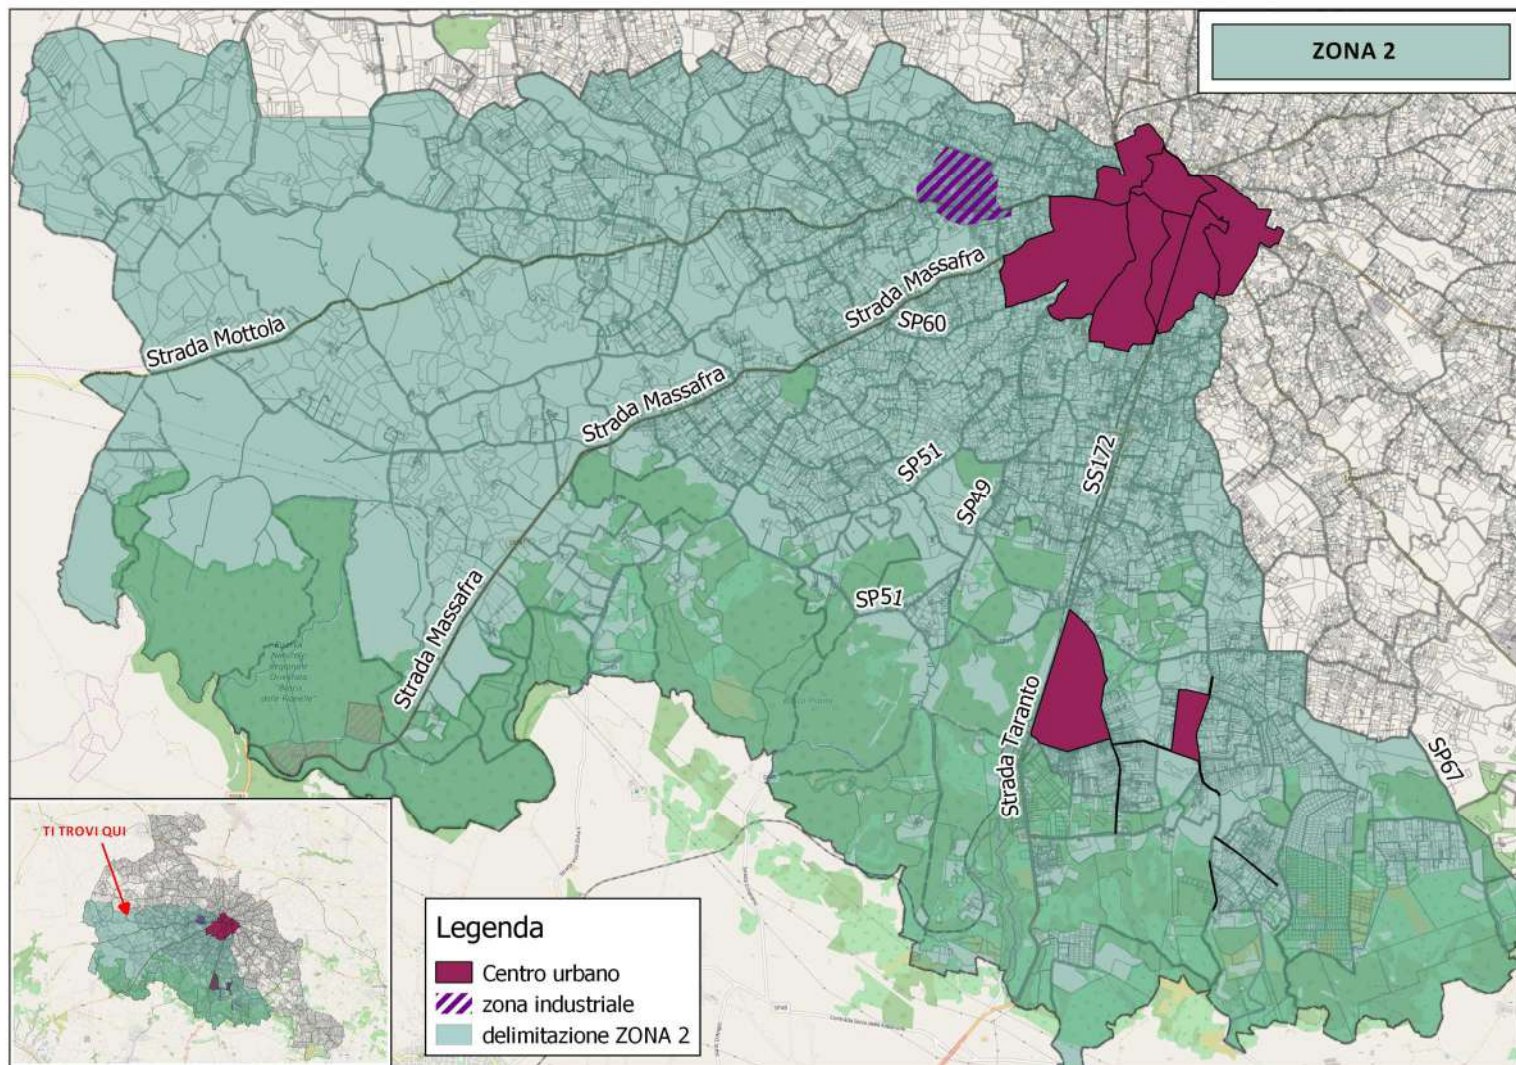 ZONA 2
Strada Mottola
Strada Massafra
SP60
Strada Massafra
SP51
SP49
SS172
SP51
Strada Massafra
Strada Taranto
SP67
TI TROVI QUI
Legenda
Centro urbano
zona industriale
delimitazione ZONA 2